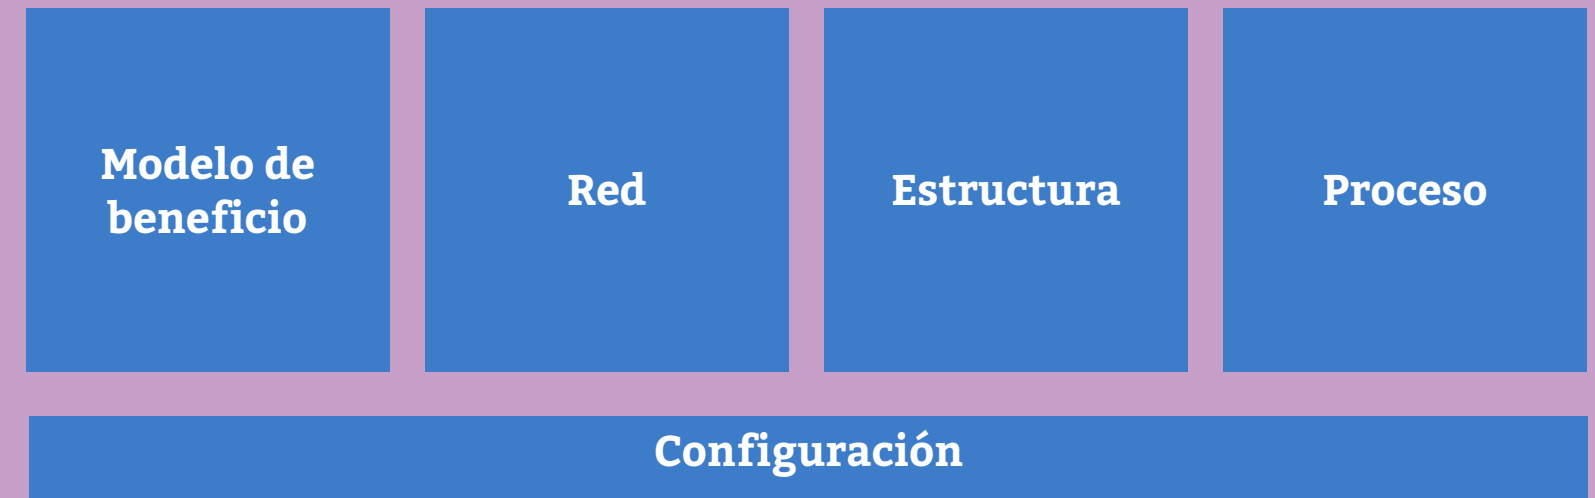 Modelo de
beneficio
Red
Estructura
Proceso
Configuración